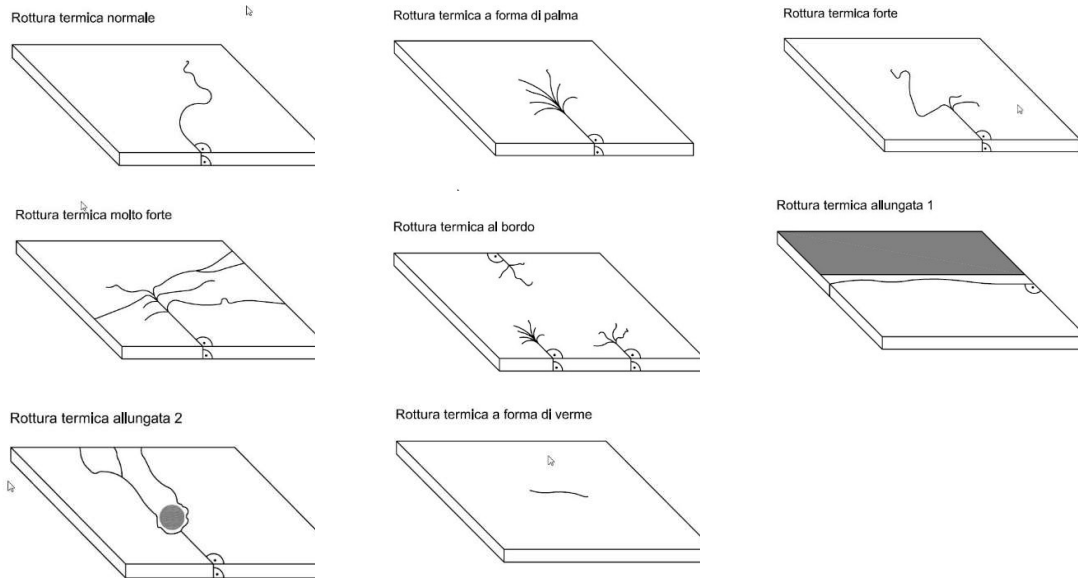 Rottura termica normale
Rottura termica a forma di palma
Rottura termica forte
Rottura termica molto forte
Rottura termica al bordo
Rottura termica allungata 1
Rottura termica allungata 2
Rottura termica a forma di verme